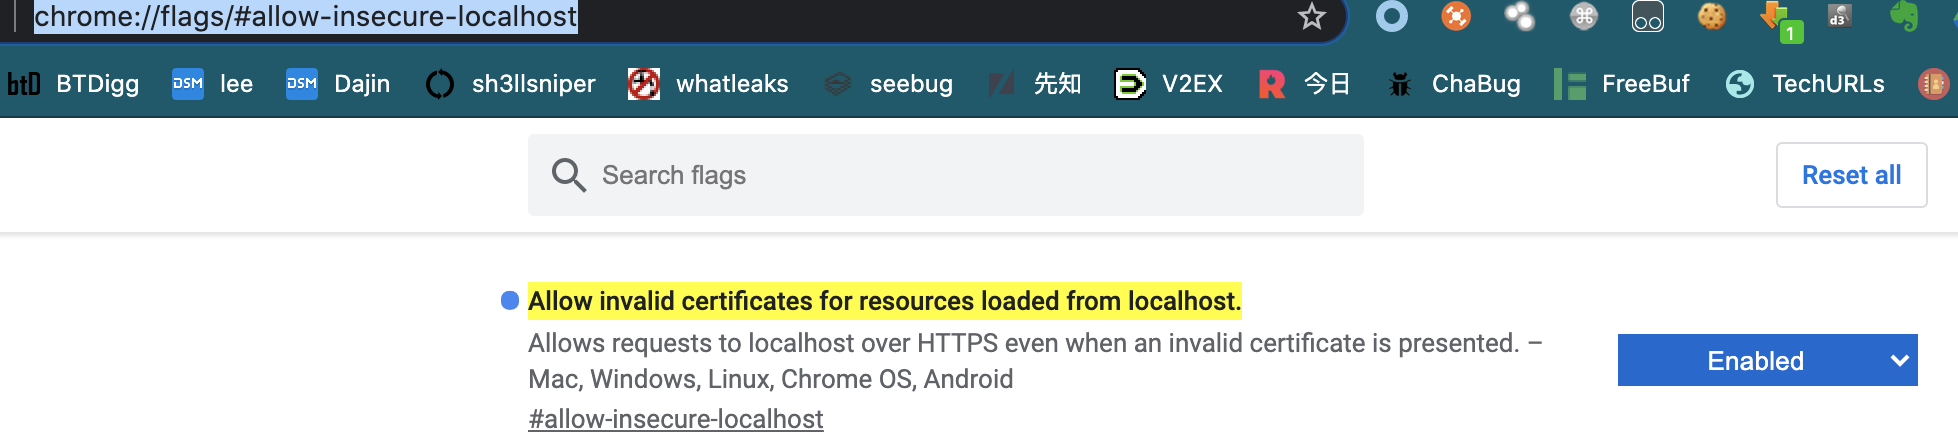 chrome://flags/#allow-insecure-localhost
1
d3
btD BTDigg DSM lee DSM Dajin sh3llsniper whatleaks seebug 先知 V2EX 今日 ChaBug FreeBuf TechURLs
Search flags
Reset all
Allow invalid certificates for resources loaded from localhost.
Allows requests to localhost over HTTPS even when an invalid certificate is presented. –
Mac, Windows, Linux, Chrome OS, Android
Enabled
#allow-insecure-localhost